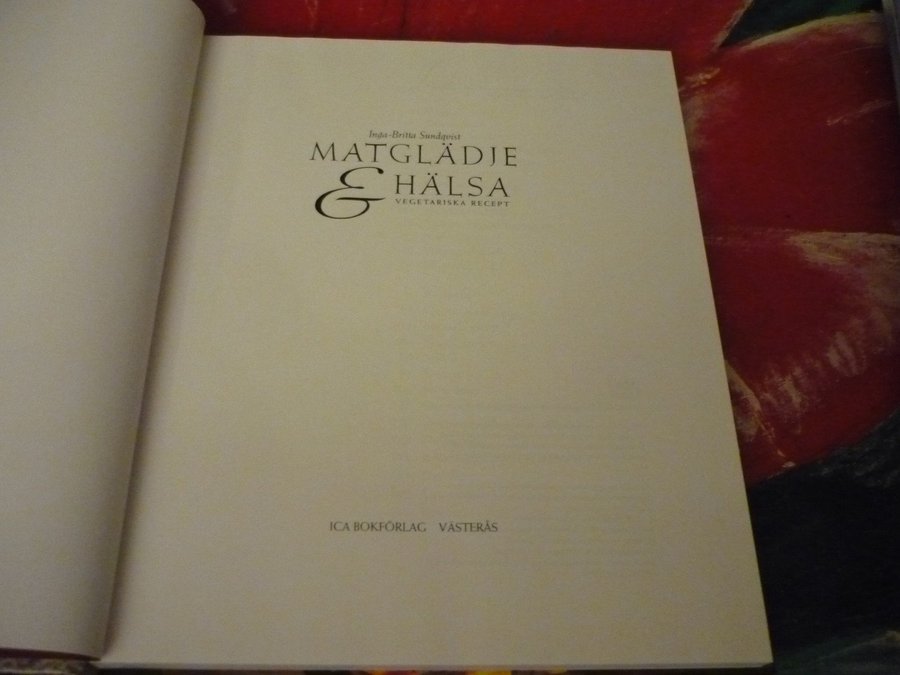 Inga-Britta Sundqvist
MATGLÄDJE
& HÄLSA
VEGETARISKA RECEPT
ICA BOKFÖRLAG VÄSTERÅS